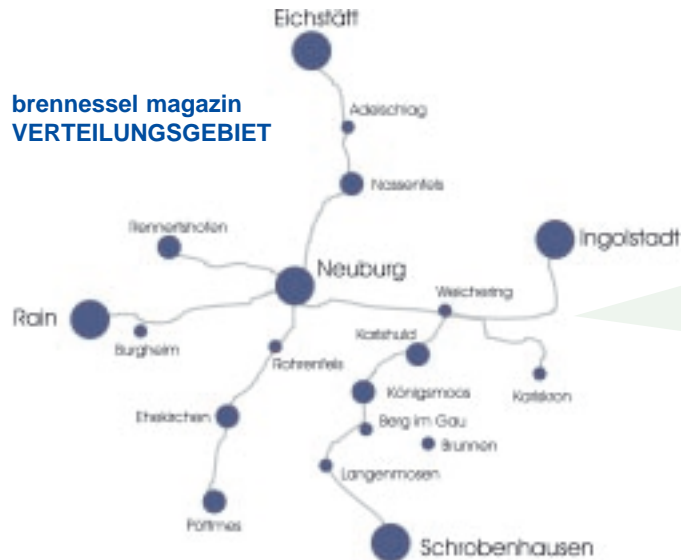 Eichstätt
brennessel magazin
VERTEILUNGSGEBIET
Adelschlag
Nassenfels
Rennertshofen
Ingolstadt
Neuburg
Weichering
Rain
Burgheim
Karlshuld
Rohrenfels
Karlskron
Königsmoos
Ehekirchen
Berg im Gau
Brunnen
Langenmosen
Pöttmes
Schrobenhausen